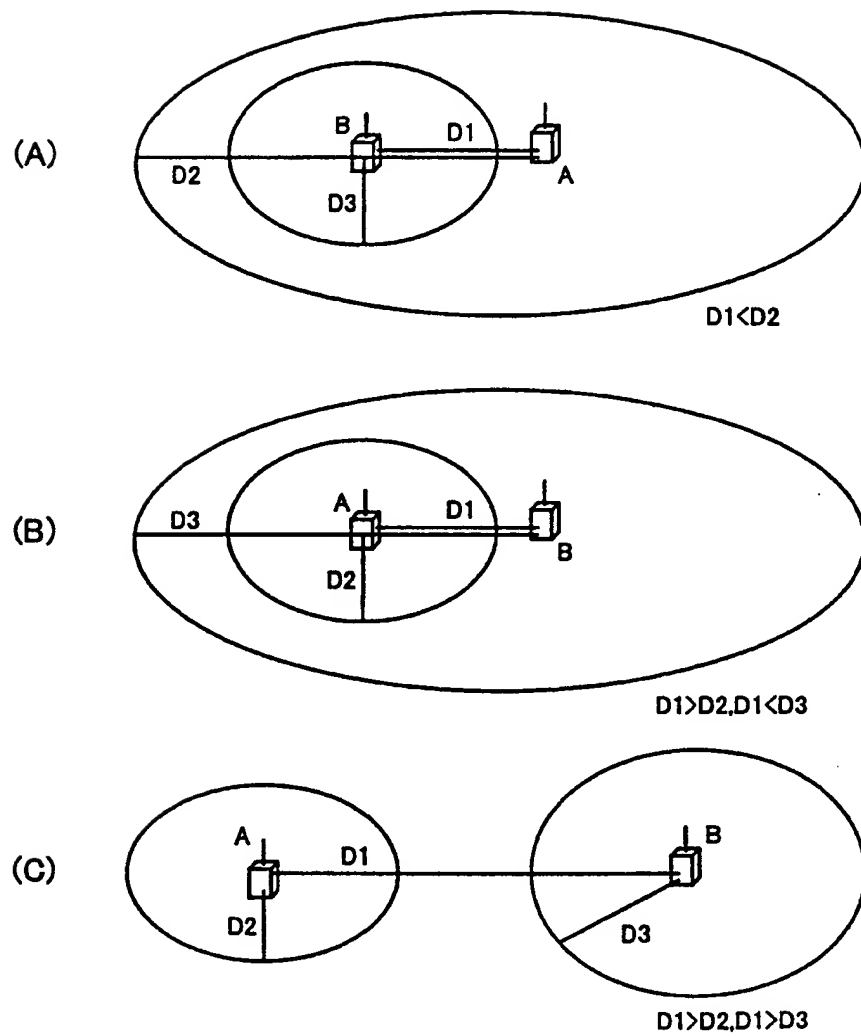 (A)
B
D1
A
D2
D3
D1<D2
(B)
A
D1
B
D3
D2
D1>D2,D1<D3
(C)
A
D1
B
D2
D3
D1>D2,D1>D3